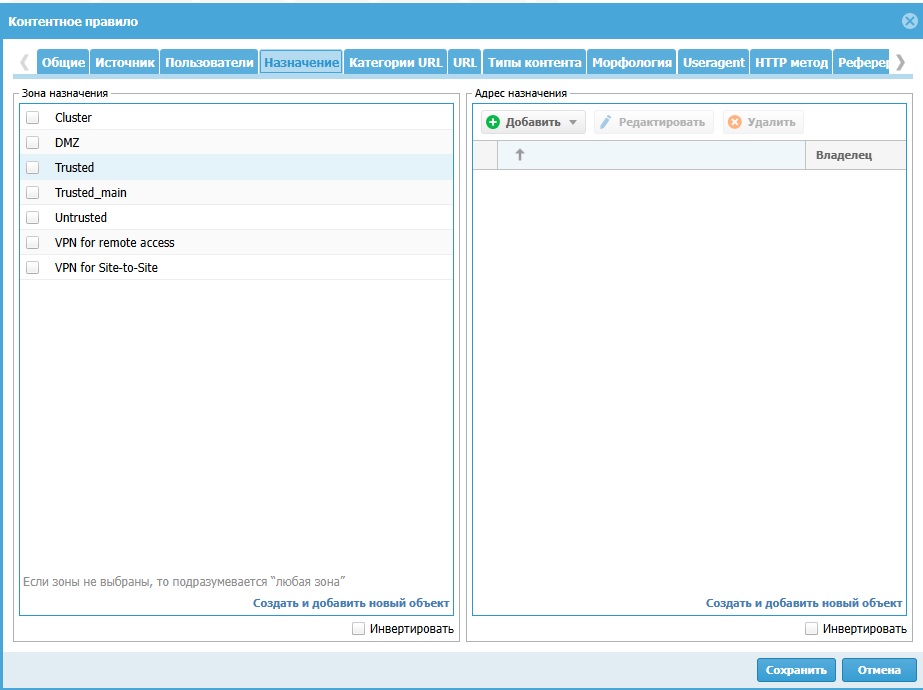 Контентное правило
Общие Источник Пользователи Назначение Категории URL URL Типы контента Морфология Useragent HTTP метод
Зона назначения
Cluster
DMZ
Trusted
Trusted_main
Untrusted
VPN for remote access
VPN for Site-to-Site
Если зоны не выбраны, то подразумевается “любая зона”
Создать и добавить новый объект
Инвертировать
Адрес назначения
Добавить Редактировать Удалить
Владелец
Создать и добавить новый объект
Инвертировать
Сохранить Отмена